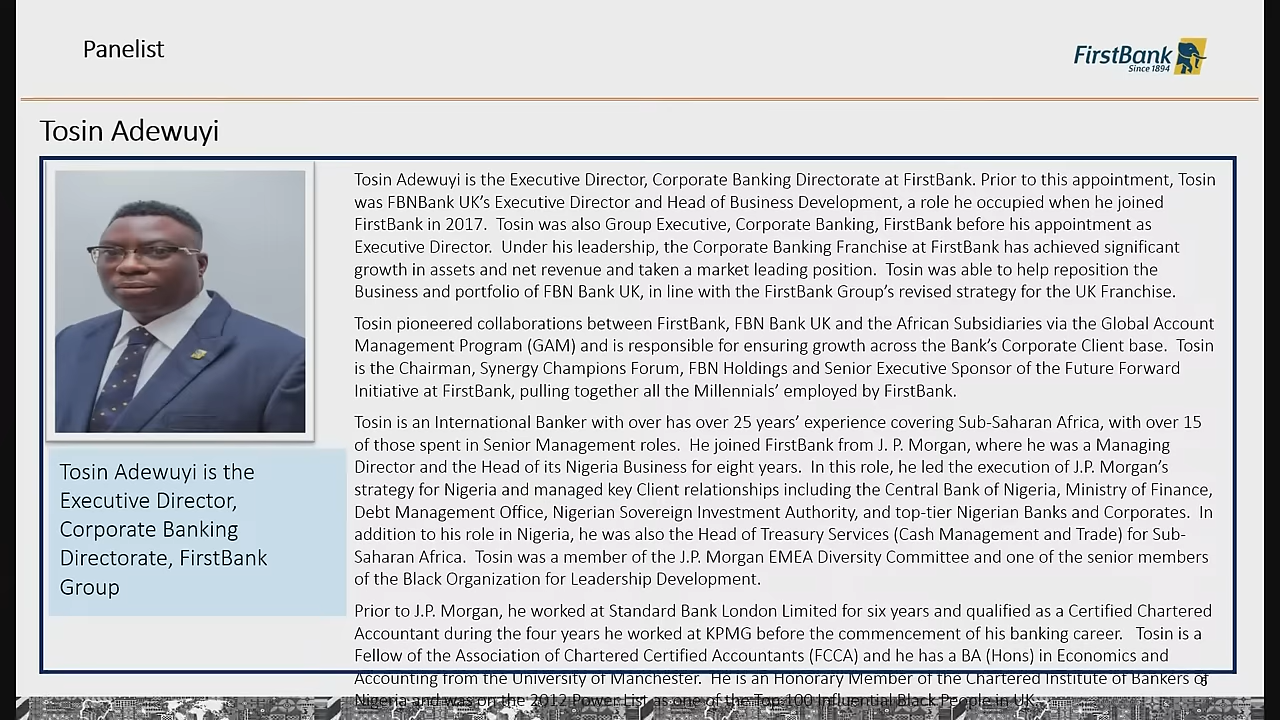 Panelist
FirstBank
Since 1894
Tosin Adewuyi
Tosin Adewuyi is the Executive Director, Corporate Banking Directorate at FirstBank. Prior to this appointment, Tosin
was FBNBank UK's Executive Director and Head of Business Development, a role he occupied when he joined
FirstBank in 2017.  Tosin was also Group Executive, Corporate Banking, FirstBank before his appointment as
Executive Director.  Under his leadership, the Corporate Banking Franchise at FirstBank has achieved significant
growth in assets and net revenue and taken a market leading position.  Tosin was able to help reposition the
Business and portfolio of FBN Bank UK, in line with the FirstBank Group's revised strategy for the UK Franchise.
Tosin pioneered collaborations between FirstBank, FBN Bank UK and the African Subsidiaries via the Global Account
Management Program (GAM) and is responsible for ensuring growth across the Bank's Corporate Client base.  Tosin
is the Chairman, Synergy Champions Forum, FBN Holdings and Senior Executive Sponsor of the Future Forward
Initiative at FirstBank, pulling together all the Millennials' employed by FirstBank.
Tosin is an International Banker with over has over 25 years' experience covering Sub-Saharan Africa, with over 15
of those spent in Senior Management roles.  He joined FirstBank from J. P. Morgan, where he was a Managing
Director and the Head of its Nigeria Business for eight years.  In this role, he led the execution of J.P. Morgan's
strategy for Nigeria and managed key Client relationships including the Central Bank of Nigeria, Ministry of Finance,
Debt Management Office, Nigerian Sovereign Investment Authority, and top-tier Nigerian Banks and Corporates.  In
addition to his role in Nigeria, he was also the Head of Treasury Services (Cash Management and Trade) for Sub-
Saharan Africa.  Tosin was a member of the J.P. Morgan EMEA Diversity Committee and one of the senior members
of the Black Organization for Leadership Development.
Prior to J.P. Morgan, he worked at Standard Bank London Limited for six years and qualified as a Certified Chartered
Accountant during the four years he worked at KPMG before the commencement of his banking career.   Tosin is a
Fellow of the Association of Chartered Certified Accountants (FCCA) and he has a BA (Hons) in Economics and
Accounting from the University of Manchester.  He is an Honorary Member of the Chartered Institute of Bankers of
Nigeria and was on the 2012 Power List as one of the Top 100 Influential Black People in UK.
Tosin Adewuyi is the
Executive Director,
Corporate Banking
Directorate, FirstBank
Group